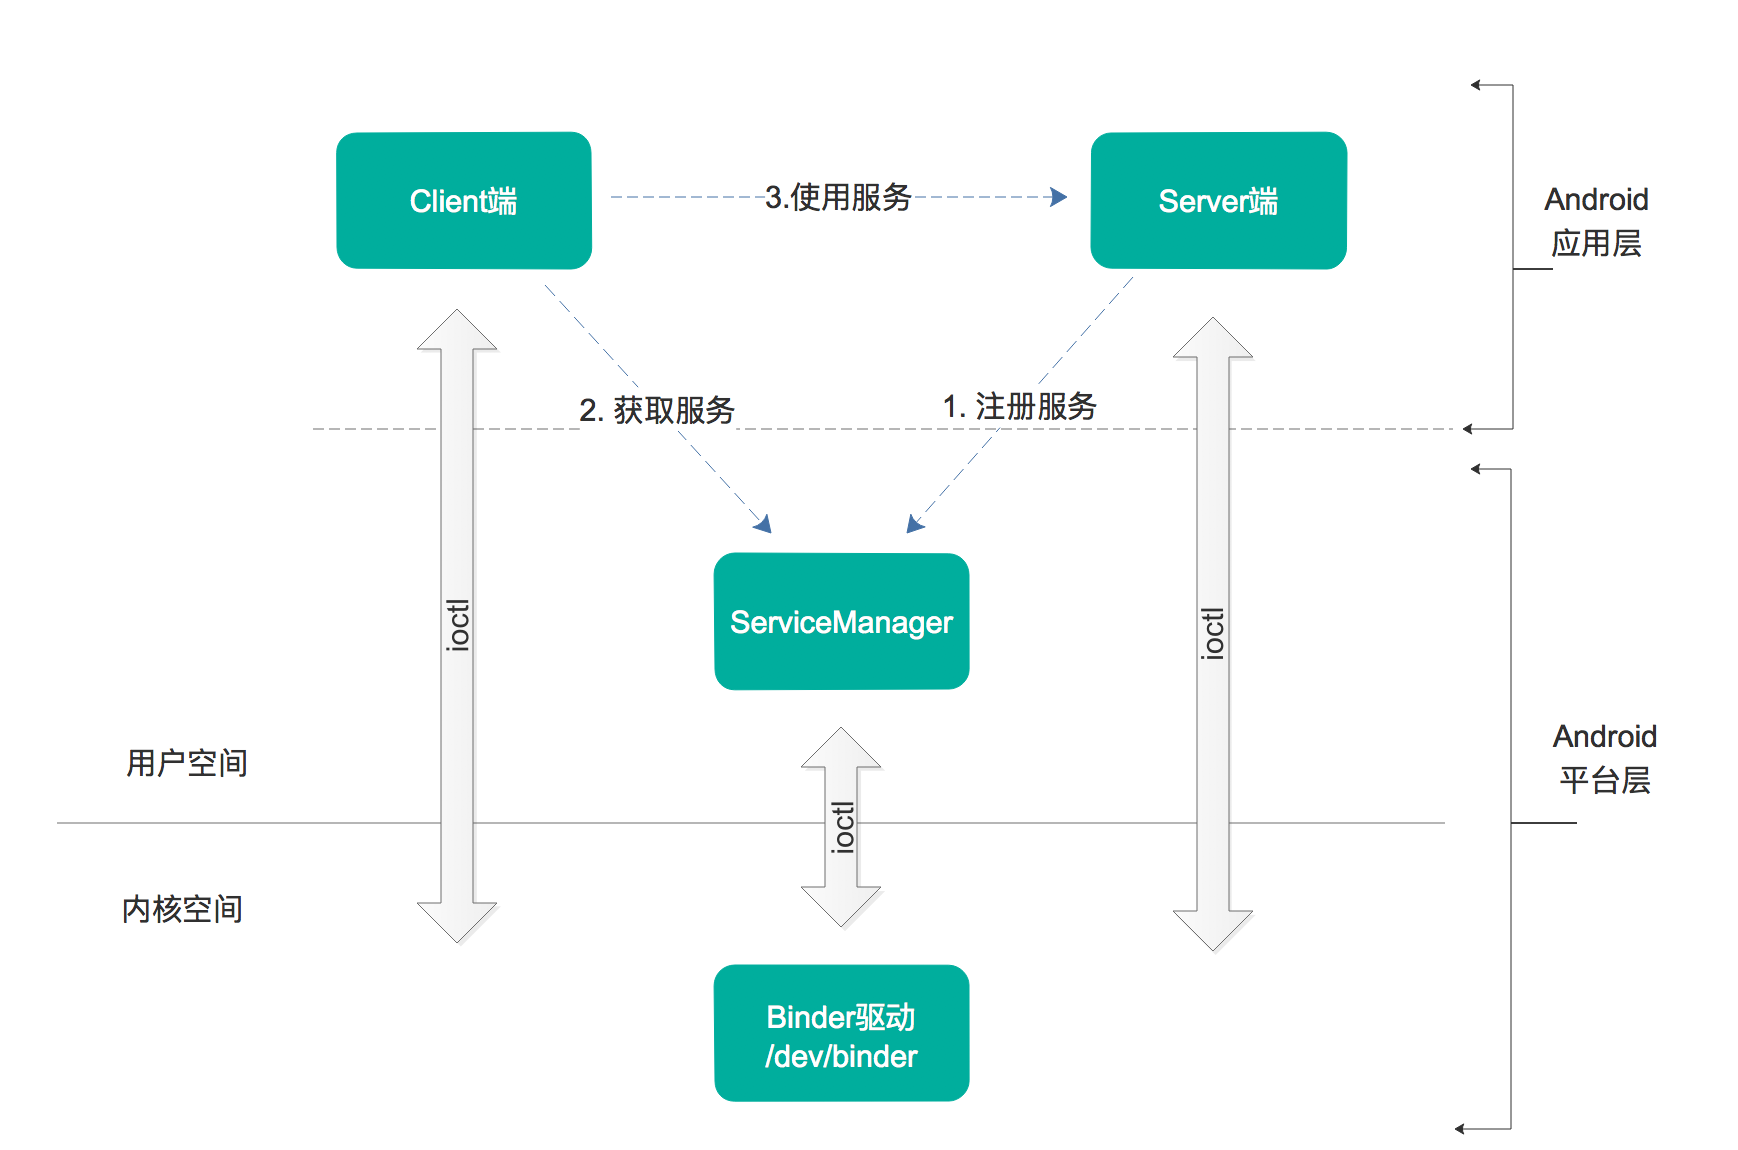 Client端
3.使用服务
Server端
Android
应用层
2. 获取服务
1. 注册服务
ioctl
ServiceManager
ioctl
用户空间
ioctl
Android
平台层
内核空间
Binder驱动
/dev/binder